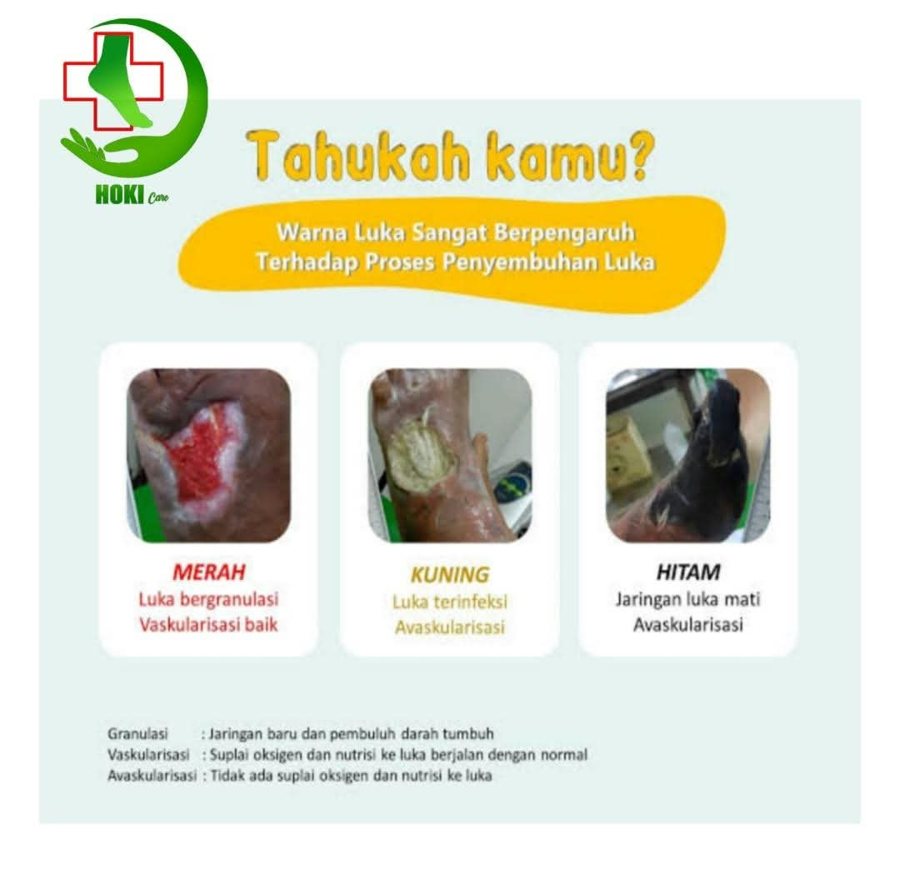 HOKI Care
Tahukah kamu?
Warna Luka Sangat Berpengaruh
Terhadap Proses Penyembuhan Luka
MERAH
Luka bergranulasi
Vaskularisasi baik
KUNING
Luka terinfeksi
Avaskularisasi
HITAM
Jaringan luka mati
Avaskularisasi
Granulasi : Jaringan baru dan pembuluh darah tumbuh
Vaskularisasi : Suplai oksigen dan nutrisi ke luka berjalan dengan normal
Avaskularisasi : Tidak ada suplai oksigen dan nutrisi ke luka